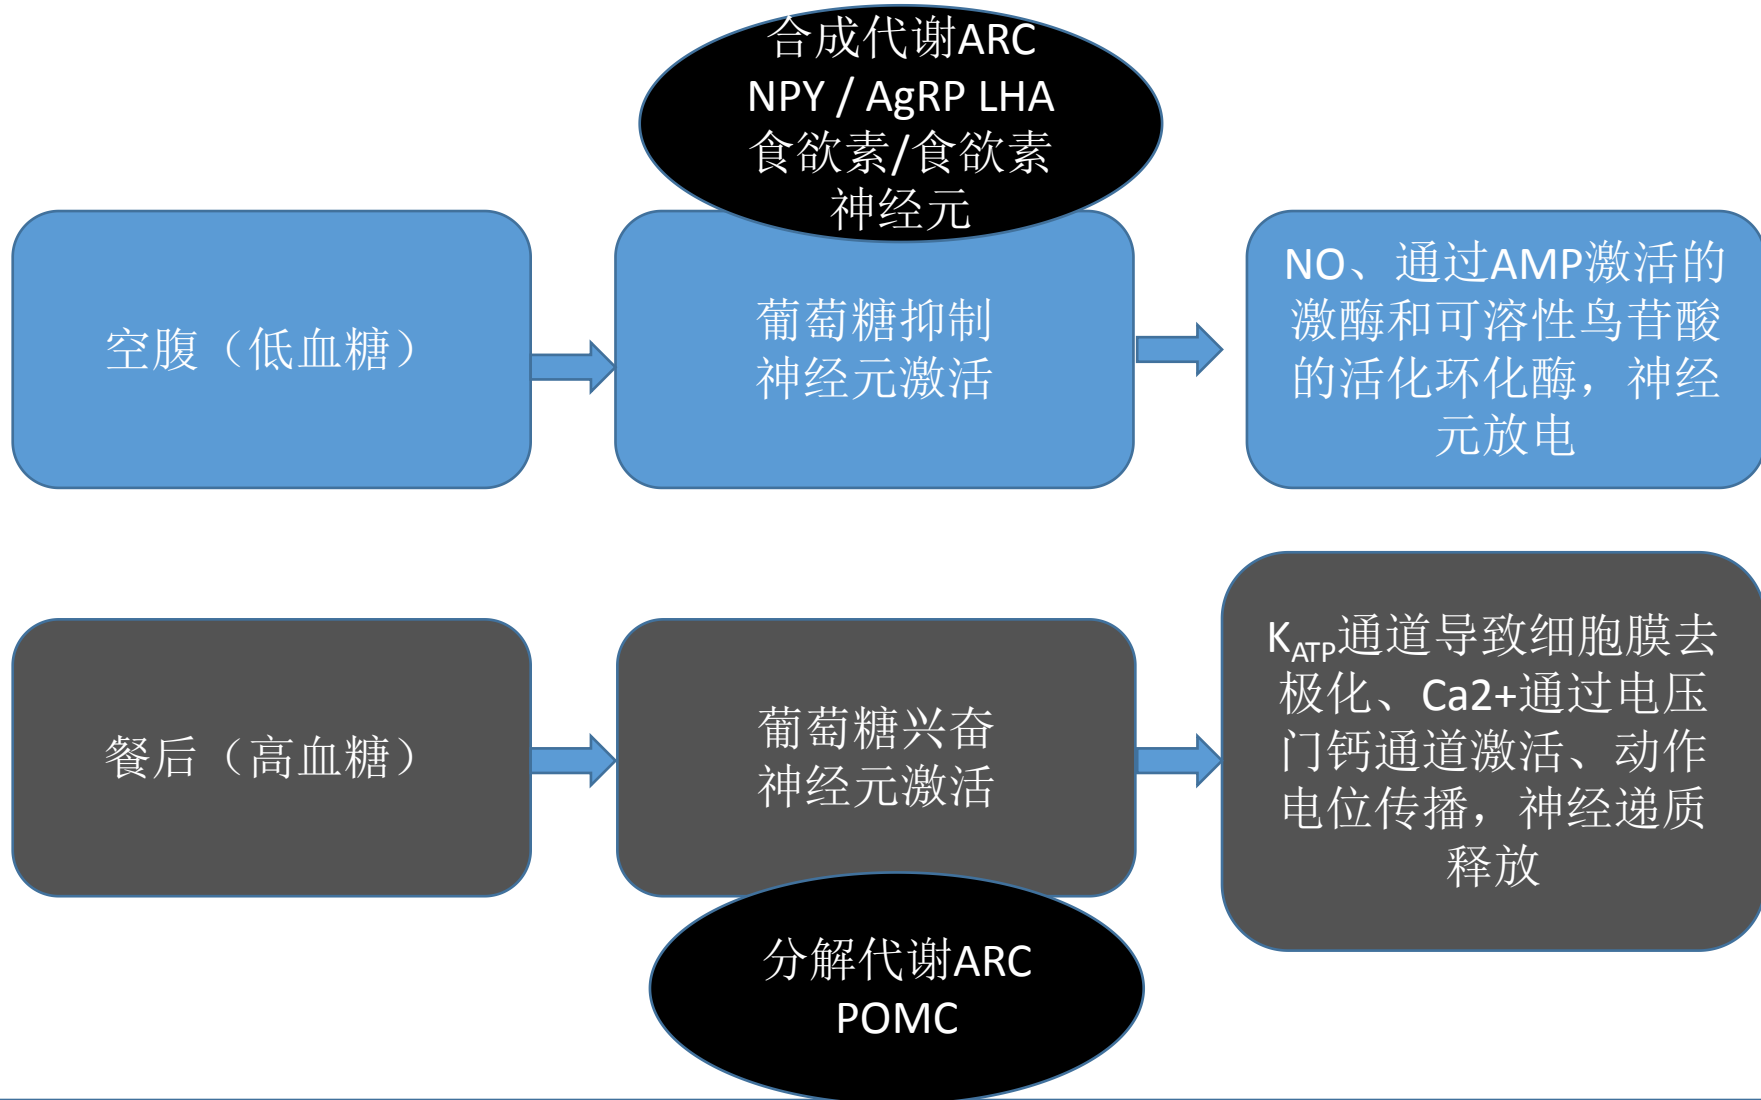 合成代谢ARC
NPY / AgRP LHA
食欲素/食欲素
神经元
空腹（低血糖）
葡萄糖抑制
神经元激活
NO、通过AMP激活的
激酶和可溶性鸟苷酸
的活化环化酶，神经
元放电
餐后（高血糖）
葡萄糖兴奋
神经元激活
KATP通道导致细胞膜去
极化、Ca2+通过电压
门钙通道激活、动作
电位传播，神经递质
释放
分解代谢ARC
POMC